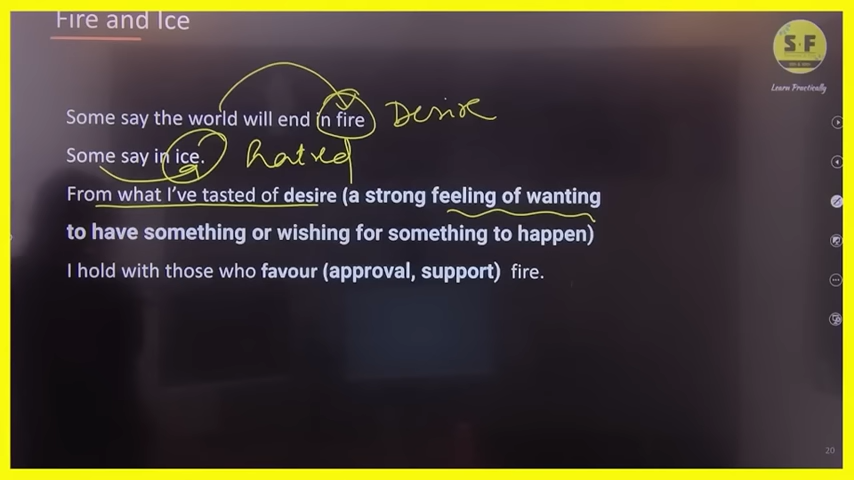 Fire and Ice
S·F
Learn Practically
Some say the world will end in fire Desire
Some say in ice. hatred
From what I've tasted of desire (a strong feeling of wanting
to have something or wishing for something to happen)
I hold with those who favour (approval, support) fire.
20